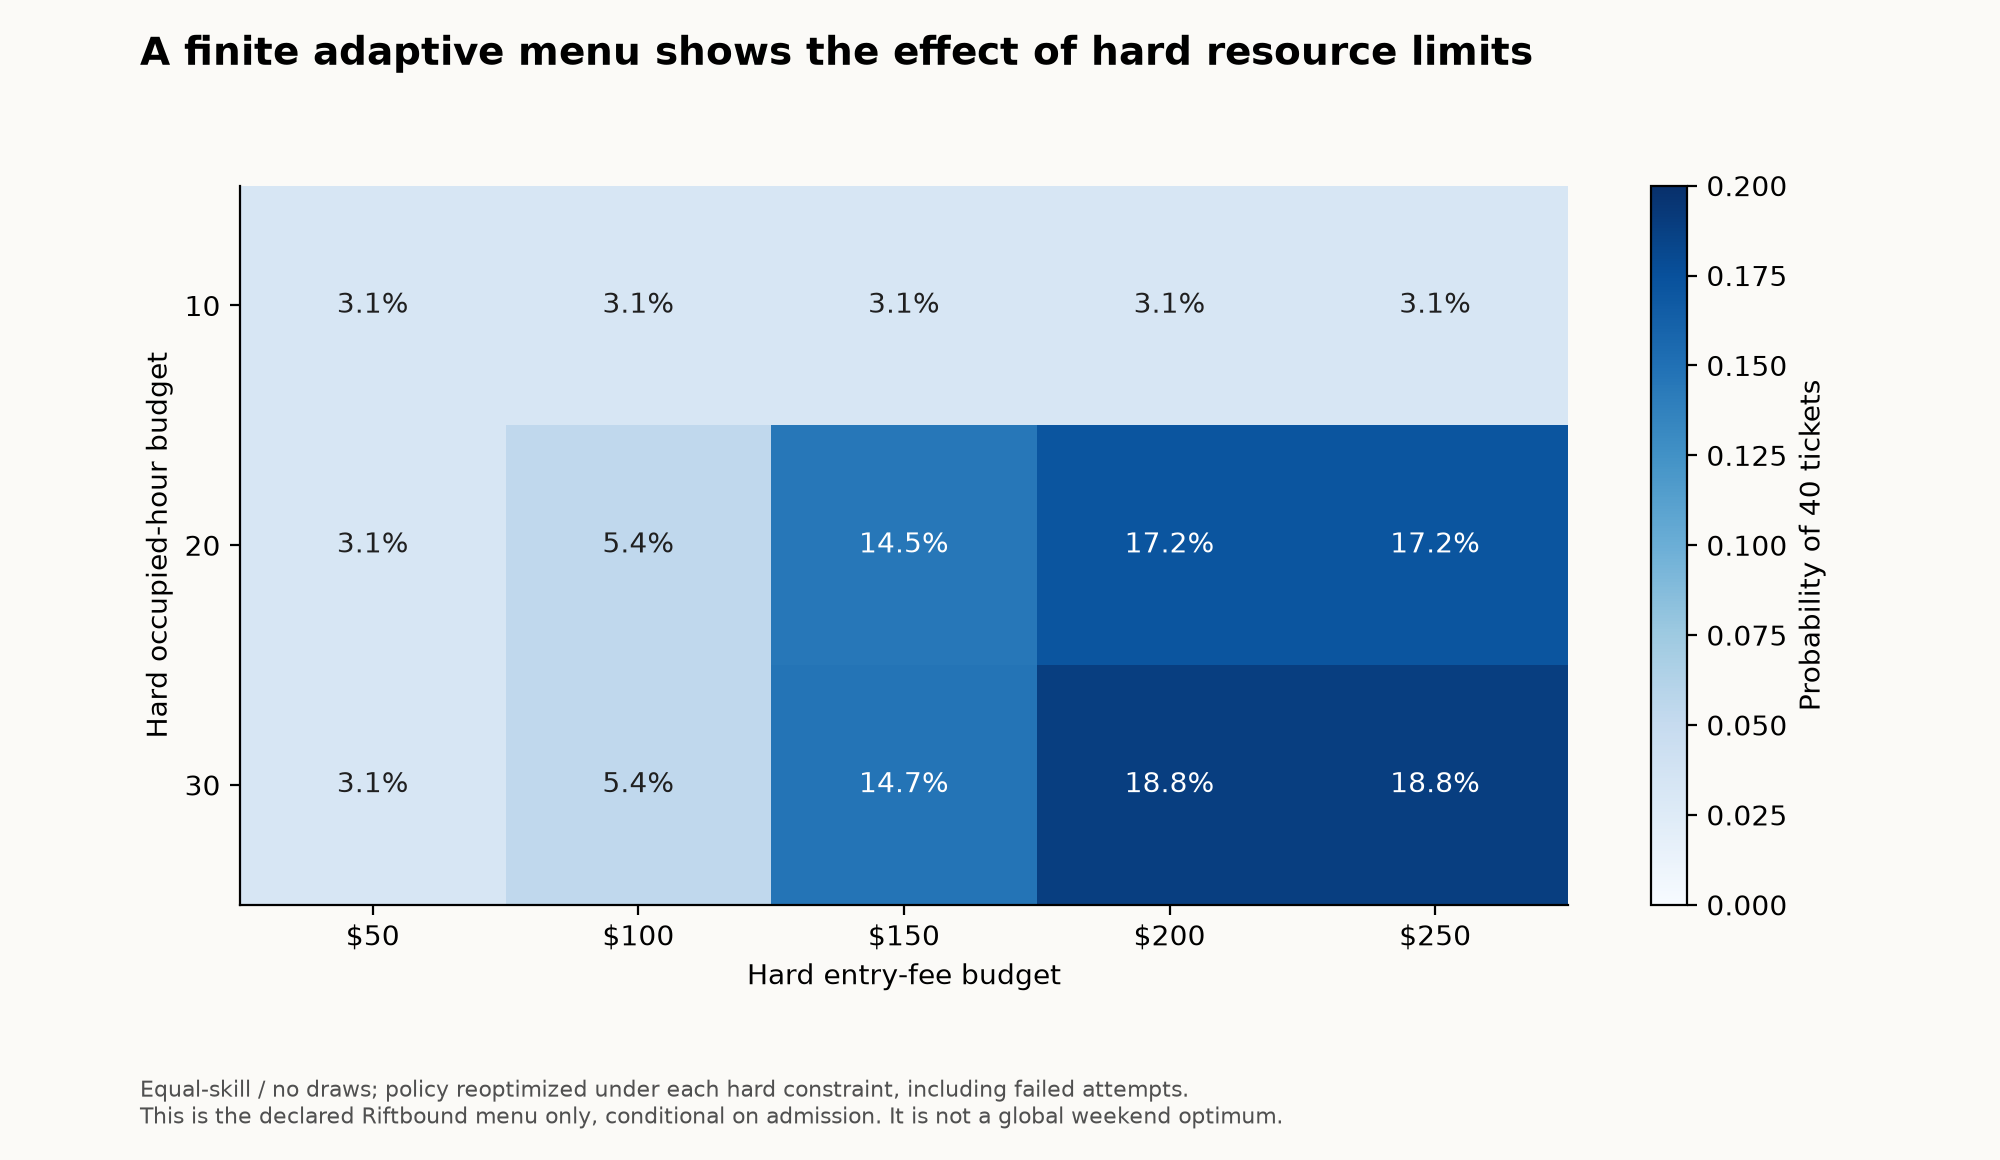 A finite adaptive menu shows the effect of hard resource limits
Hard occupied-hour budget
10
3.1% 3.1% 3.1% 3.1% 3.1%
20
3.1% 5.4% 14.5% 17.2% 17.2%
30
3.1% 5.4% 14.7% 18.8% 18.8%
$50 $100 $150 $200 $250
Hard entry-fee budget
0.200
0.175
0.150
0.125
0.100
0.075
0.050
0.025
0.000
Probability of 40 tickets
Equal-skill / no draws; policy reoptimized under each hard constraint, including failed attempts.
This is the declared Riftbound menu only, conditional on admission. It is not a global weekend optimum.